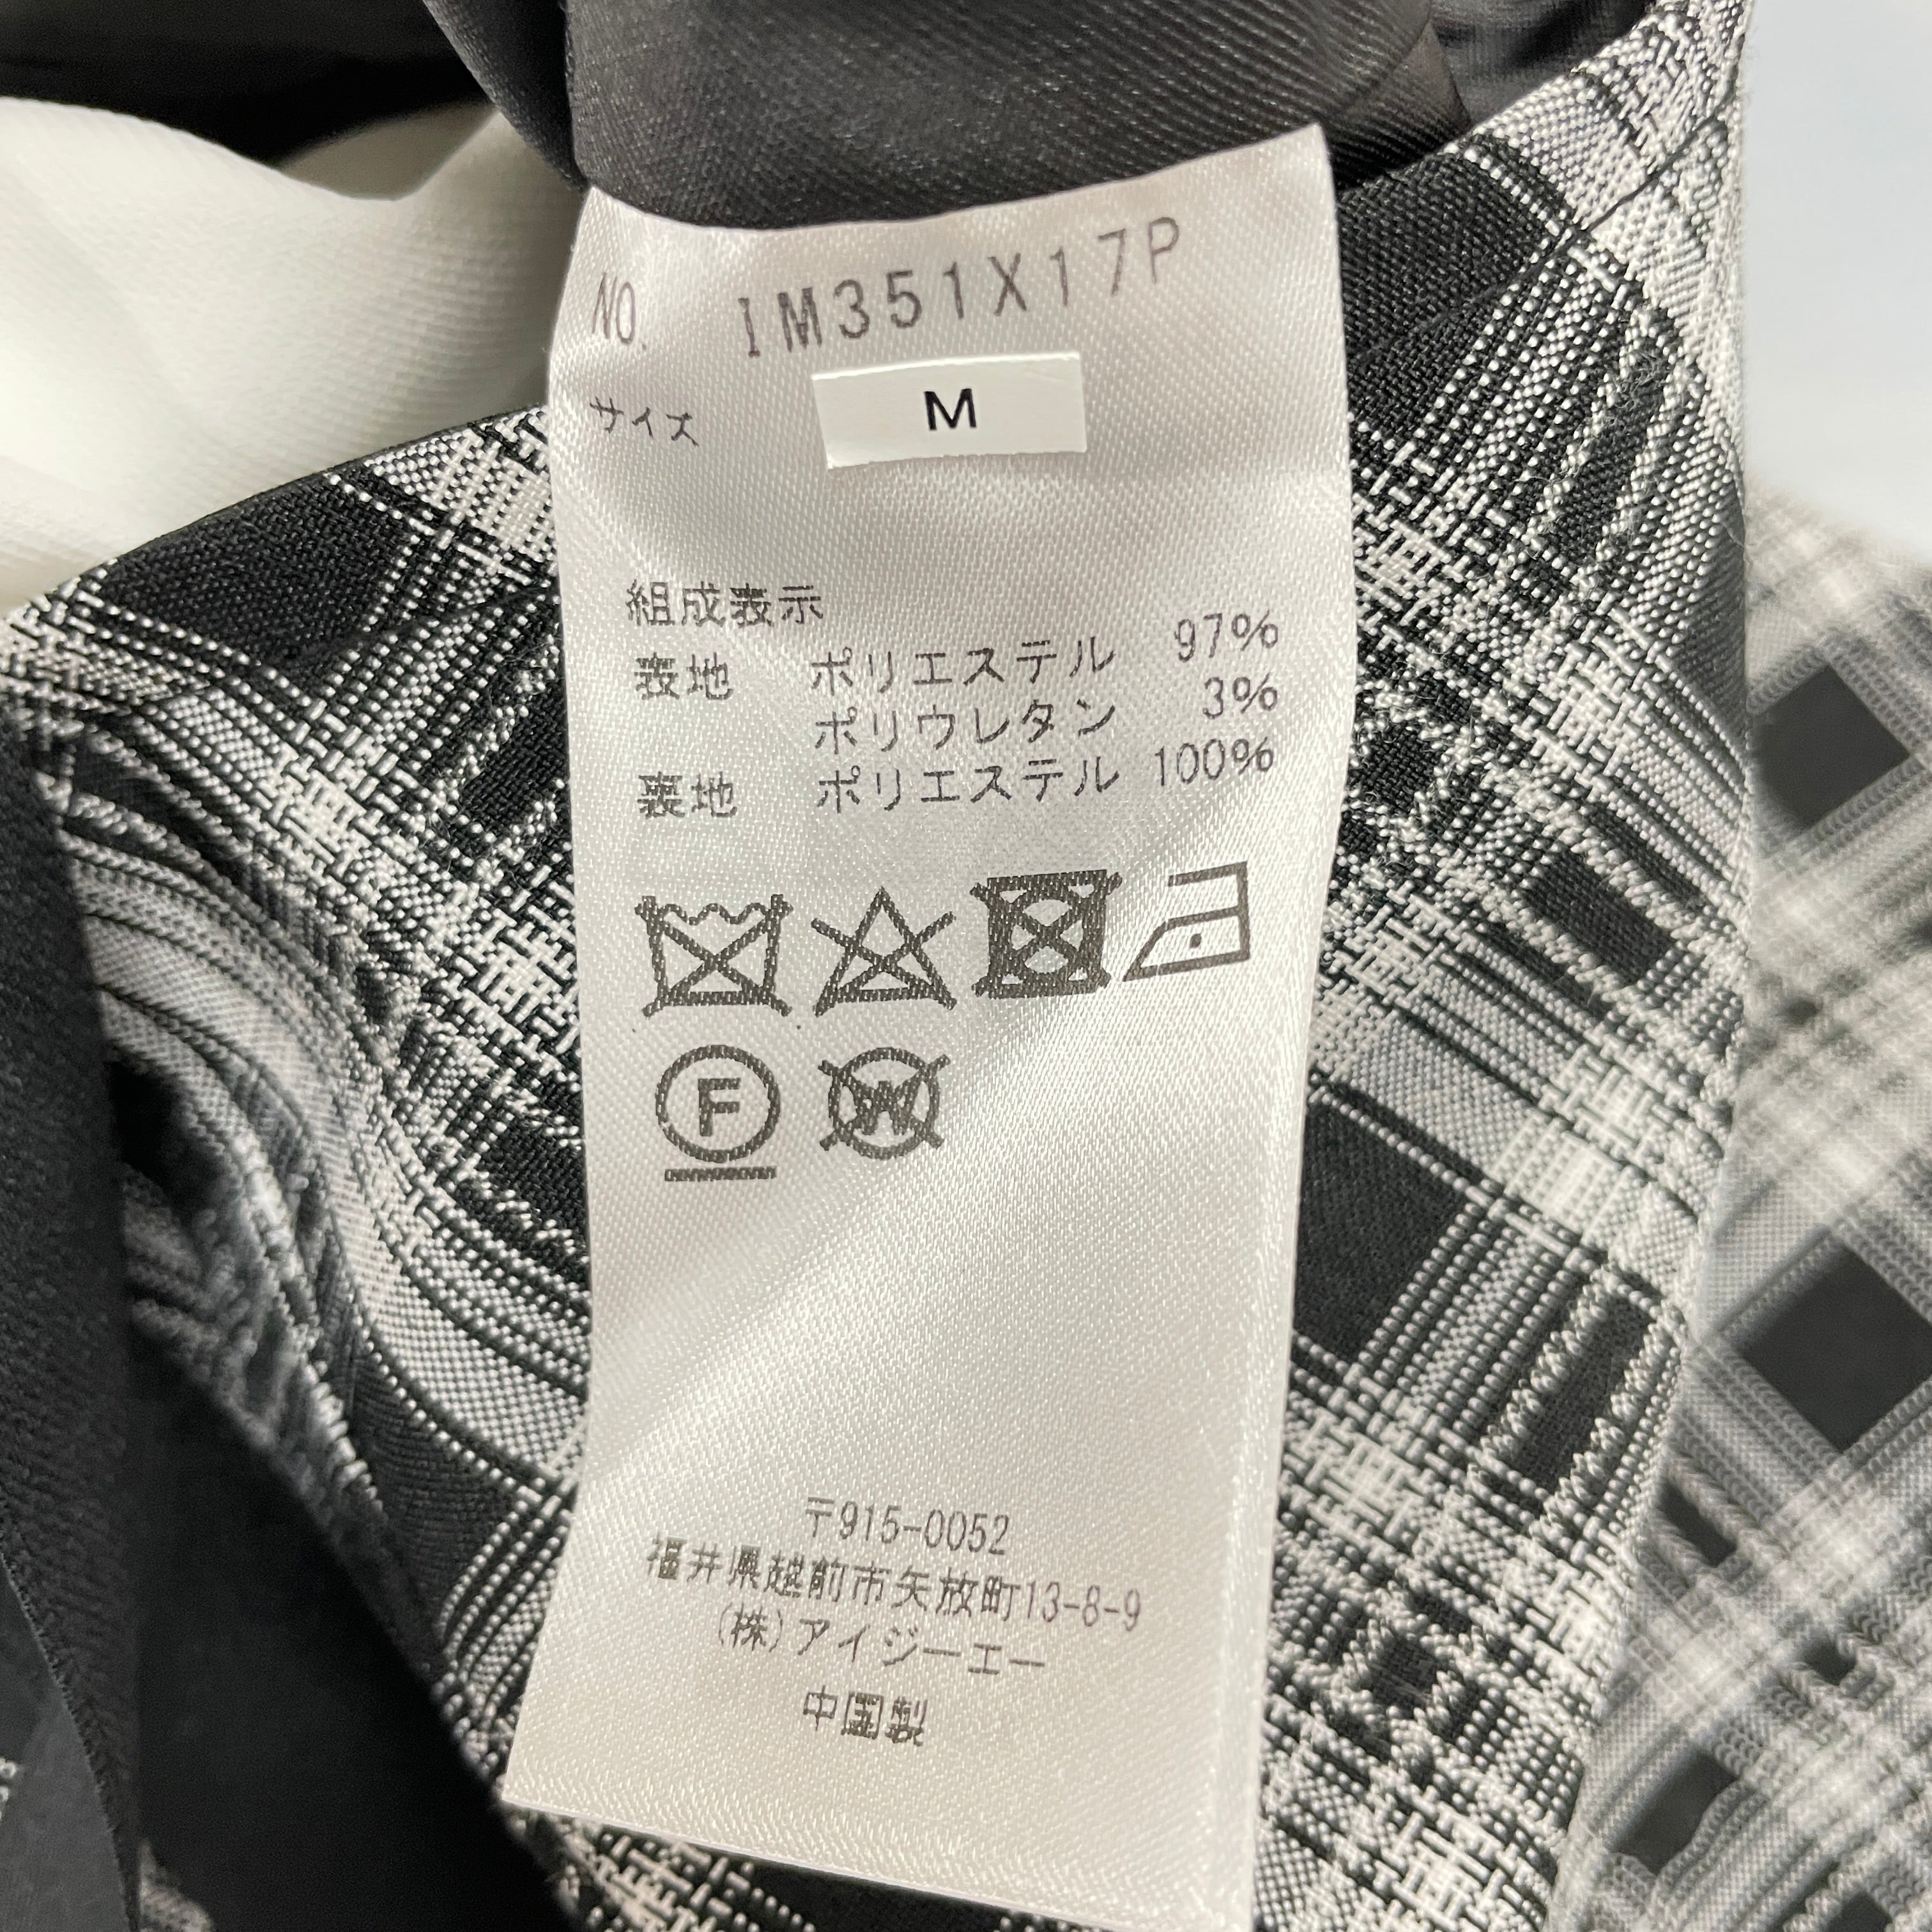 NO. IM351X17P
サイズ M
組成表示
表地 ポリエステル 97%
ポリウレタン 3%
裏地 ポリエステル 100%
F W
〒915-0052
福井県越前市矢放町13-8-9
(株)アイジーエー
中国製